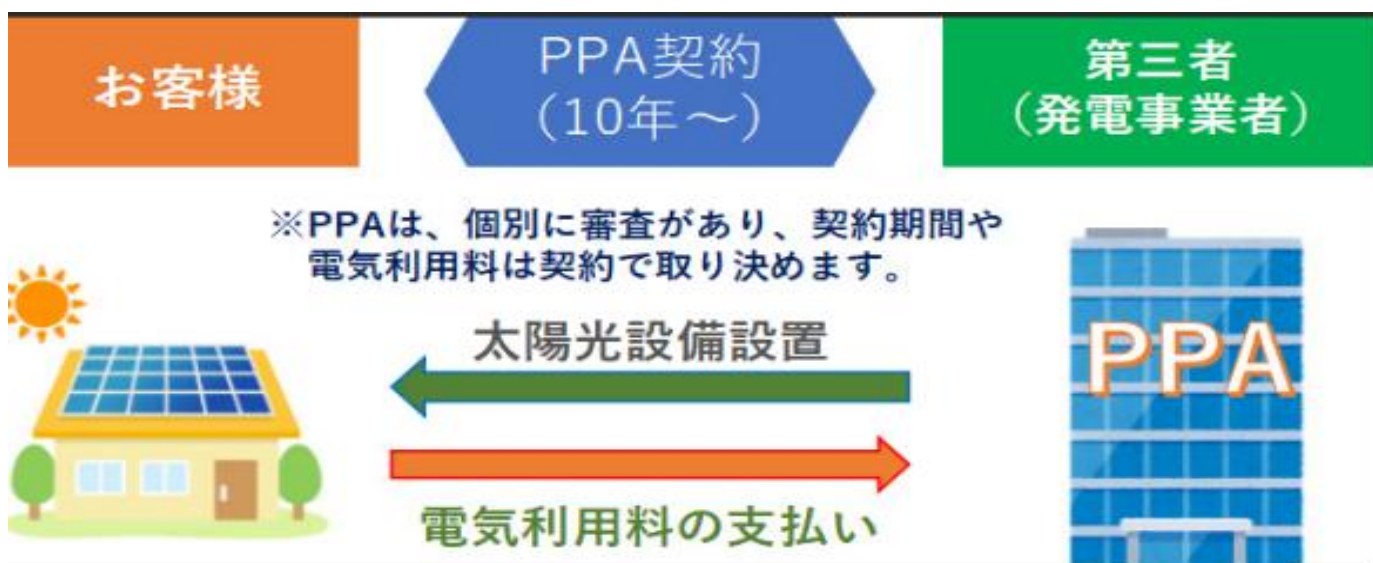 お客様
PPA契約
（10年～）
第三者
（発電事業者）
※PPAは、個別に審査があり、契約期間や
電気利用料は契約で取り決めます。
太陽光設備設置
PPA
電気利用料の支払い